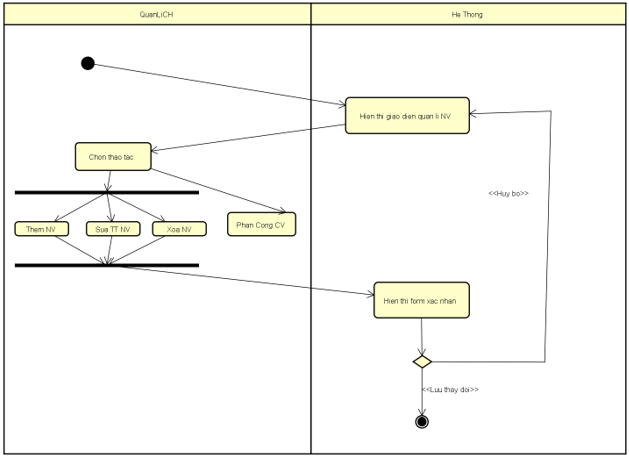 QuanLiCH
He Thong
Hien thi giao dien quan li NV
Chon thao tac
<<Huy bo>>
Them NV
Sua TT NV
Xoa NV
Phan Cong CV
Hien thi form xac nhan
<<Luu thay doi>>